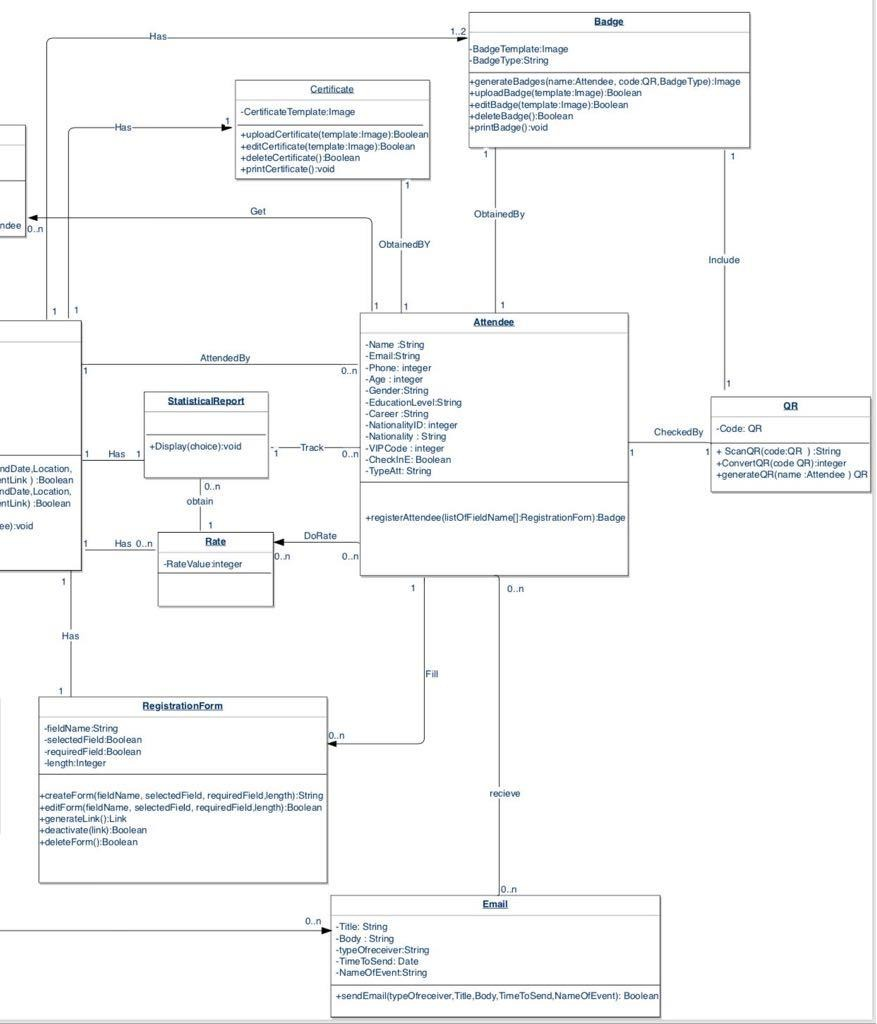 Badge
-BadgeTemplate:Image
-BadgeType:String
+generateBadges(name:Attendee, code:QR,BadgeType):Image
+uploadBadge(template:Image):Boolean
+editBadge(template:Image):Boolean
+deleteBadge():Boolean
+printBadge():void
Has
1..2
Certificate
-CertificateTemplate:Image
+uploadCertificate(template:Image):Boolean
+editCertificate(template:Image):Boolean
+deleteCertificate():Boolean
+printCertificate():void
Has
1
1
1
1
ndee
0..n
Get
ObtainedBY
ObtainedBy
Include
1
1
1
1
1
1
Attendee
-Name :String
-Email:String
-Phone: integer
-Age : integer
-Gender:String
-EducationLevel:String
-Career :String
-NationalityID: integer
-Nationality : String
-VIPCode : integer
-CheckInE: Boolean
-TypeAtt: String
+registerAttendee(listOfFieldName[]:RegistrationForn):Badge
AttendedBy
1
0..n
1
QR
-Code: QR
+ ScanQR(code:QR ) :String
+ConvertQR(code QR):integer
+generateQR(name :Attendee ) QR
CheckedBy
1
1
StatisticalReport
+Display(choice):void
1
Has
1
1
Track
0..n
ndDate,Location,
entLink ) :Boolean
ndDate,Location,
entLink) :Boolean
ee):void
0..n
obtain
1
Rate
-RateValue:integer
1
Has
0..n
DoRate
0..n
0..n
1
Has
1
1
Fill
0..n
0..n
recieve
0..n
RegistrationForm
-fieldName:String
-selectedField:Boolean
-requiredField:Boolean
-length:Integer
+createForm(fieldName, selectedField, requiredField,length):String
+editForm(fieldName, selectedField, requiredField,length):Boolean
+generateLink():Link
+deactivate(link):Boolean
+deleteForm():Boolean
0..n
Email
-Title: String
-Body : String
-typeOfreceiver:String
-TimeToSend: Date
-NameOfEvent:String
+sendEmail(typeOfreceiver,Title,Body,TimeToSend,NameOfEvent): Boolean